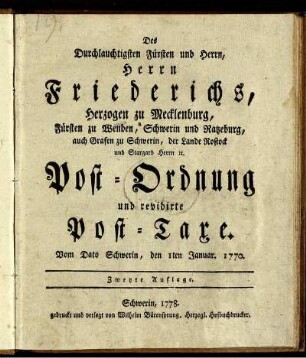 Des
Durchlauchtigsten Fürsten und Herrn,
Herrn
Friederichs,
Herzogen zu Mecklenburg,
Fürsten zu Wenden, Schwerin und Ratzeburg,
auch Grafen zu Schwerin, der Lande Rostock
und Stargard Herrn ꝛc.
Post-Ordnung
und revidirte
Post-Taxe.
Vom Dato Schwerin, den 1ten Januar. 1770.
Zweyte Auflage.
Schwerin, 1778.
gedruckt und verlegt von Wilhelm Bärensprung, Herzogl. Hofbuchdrucker.